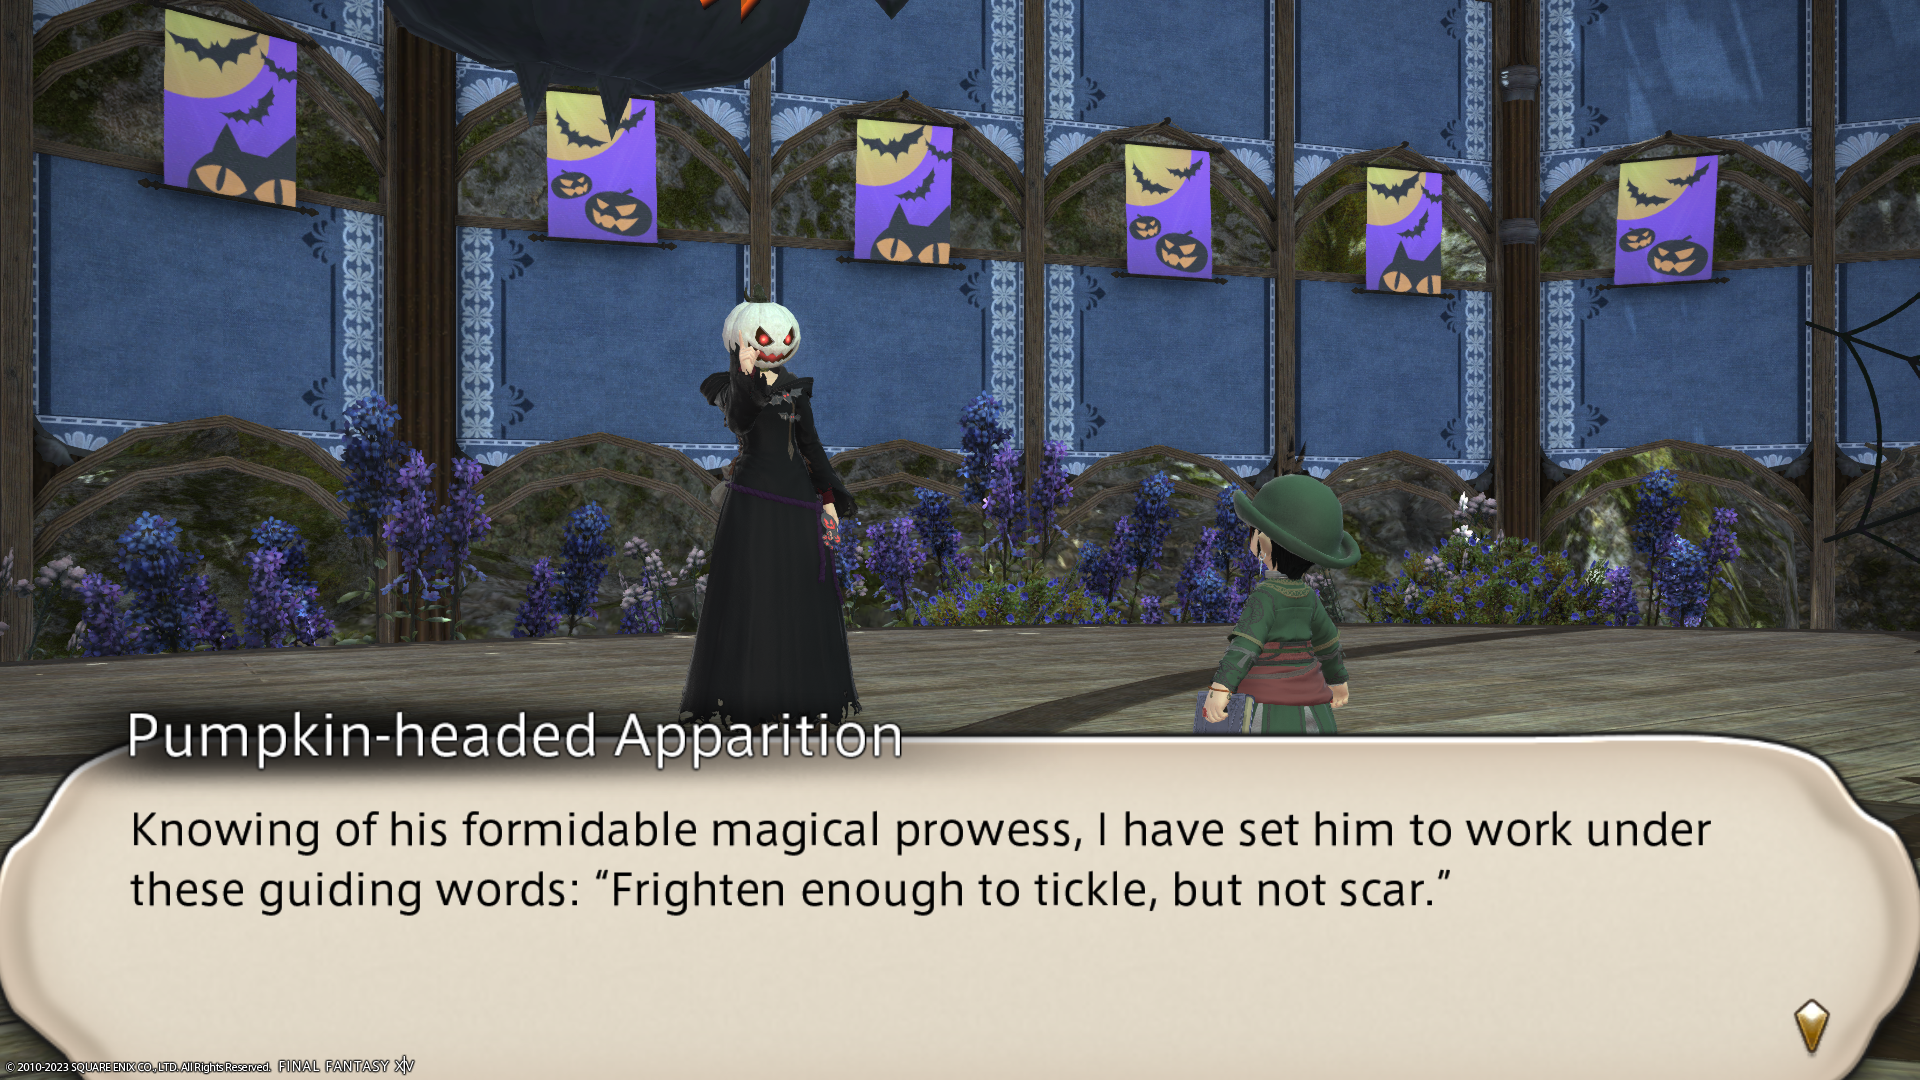 Pumpkin-headed Apparition
Knowing of his formidable magical prowess, I have set him to work under
these guiding words: “Frighten enough to tickle, but not scar.”
© 2010-2023 SQUARE ENIX CO., LTD. All Rights Reserved. FINAL FANTASY XIV